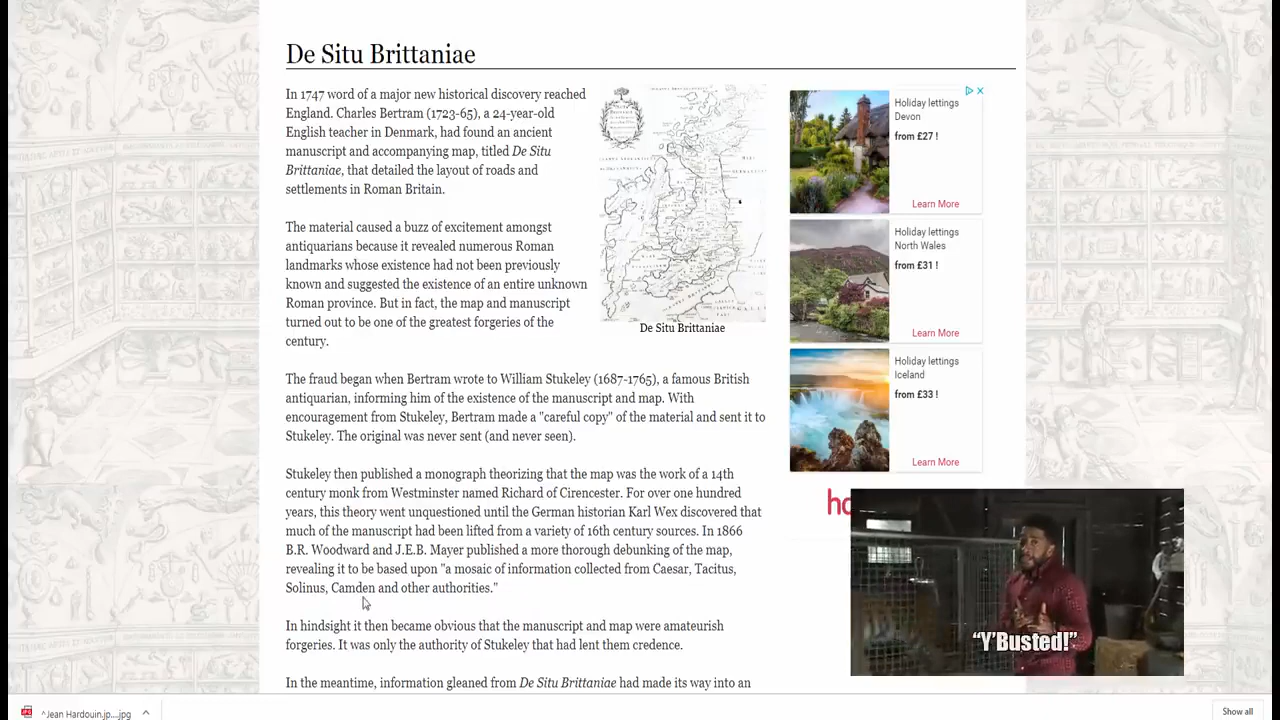 De Situ Brittaniae
In 1747 word of a major new historical discovery reached
England. Charles Bertram (1723-65), a 24-year-old
English teacher in Denmark, had found an ancient
manuscript and accompanying map, titled De Situ
Brittaniae, that detailed the layout of roads and
settlements in Roman Britain.
The material caused a buzz of excitement amongst
antiquarians because it revealed numerous Roman
landmarks whose existence had not been previously
known and suggested the existence of an entire unknown
Roman province. But in fact, the map and manuscript
turned out to be one of the greatest forgeries of the
century.
De Situ Brittaniae
The fraud began when Bertram wrote to William Stukeley (1687-1765), a famous British
antiquarian, informing him of the existence of the manuscript and map. With
encouragement from Stukeley, Bertram made a "careful copy" of the material and sent it to
Stukeley. The original was never sent (and never seen).
Stukeley then published a monograph theorizing that the map was the work of a 14th
century monk from Westminster named Richard of Cirencester. For over one hundred
years, this theory went unquestioned until the German historian Karl Wex discovered that
much of the manuscript had been lifted from a variety of 16th century sources. In 1866
B.R. Woodward and J.E.B. Mayer published a more thorough debunking of the map,
revealing it to be based upon "a mosaic of information collected from Caesar, Tacitus,
Solinus, Camden and other authorities."
In hindsight it then became obvious that the manuscript and map were amateurish
forgeries. It was only the authority of Stukeley that had lent them credence.
In the meantime, information gleaned from De Situ Brittaniae had made its way into an
Holiday lettings
Devon
from £27 !
Learn More
Holiday lettings
North Wales
from £31 !
Learn More
Holiday lettings
Iceland
from £33 !
Learn More
ho
“Y'Busted!”
^Jean Hardouin.jp....jpg
Show all